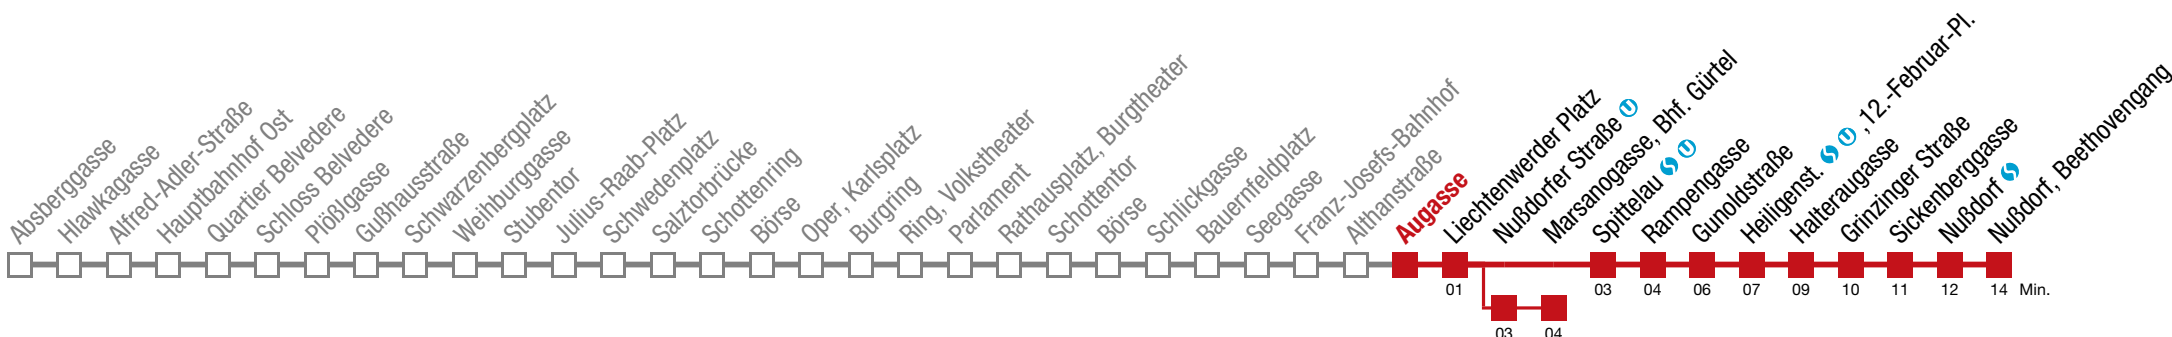 Absberggasse
Hlawkagasse
Alfred-Adler-Straße
Hauptbahnhof Ost
Quartier Belvedere
Schloss Belvedere
Plößlgasse
Gußhausstraße
Schwarzenbergplatz
Weihburggasse
Stubentor
Julius-Raab-Platz
Schwedenplatz
Salztorbrücke
Schottenring
Börse
Oper, Karlsplatz
Burgring
Ring, Volkstheater
Parlament
Rathausplatz, Burgtheater
Schottentor
Börse
Schlickgasse
Bauernfeldplatz
Seegasse
Franz-Josefs-Bahnhof
Althanstraße
Augasse
Liechtenwerder Platz
Nußdorfer Straße U
Marsanogasse, Bhf. Gürtel
Spittelau S U
Rampengasse
Gunoldstraße
Heiligenst. S U , 12.-Februar-Pl.
Halteraugasse
Grinzinger Straße
Sickenberggasse
Nußdorf S
Nußdorf, Beethovengang
01 03 04 06 07 09 10 11 12 14 Min.
03 04